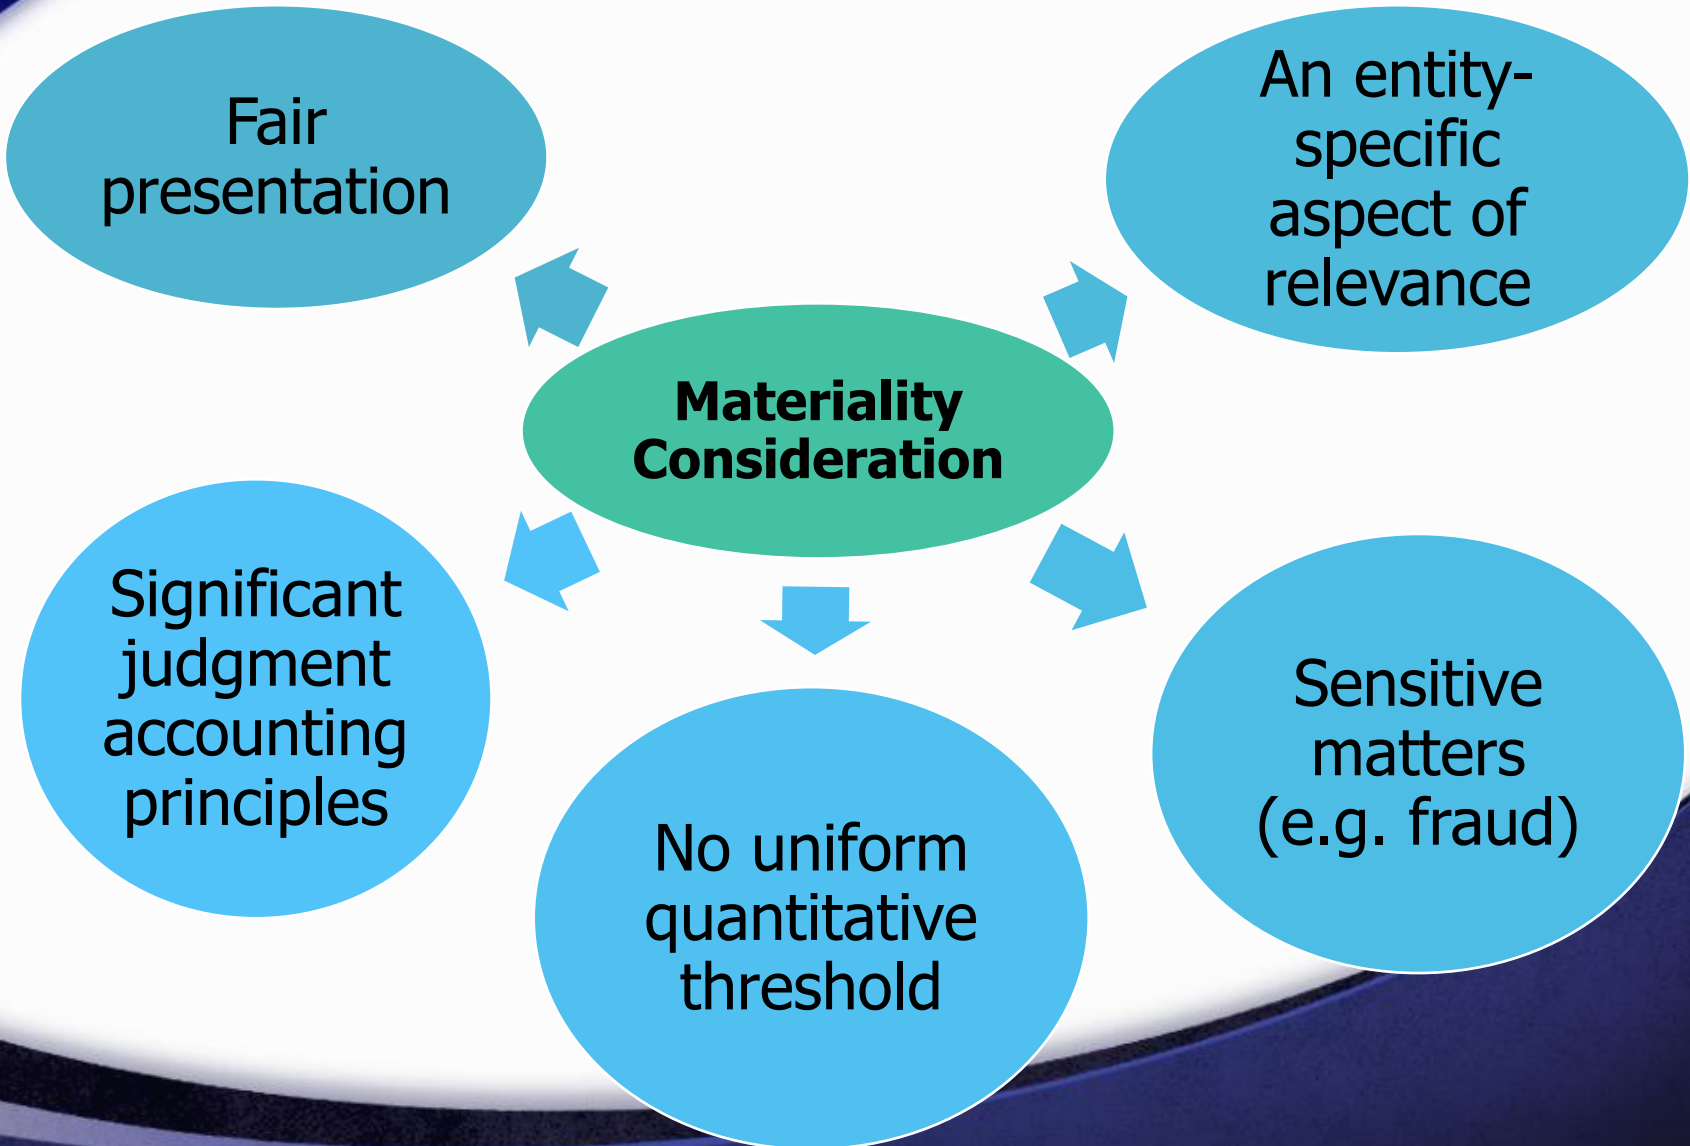 Fair
presentation
An entity-
specific
aspect of
relevance
Materiality
Consideration
Significant
judgment
accounting
principles
No uniform
quantitative
threshold
Sensitive
matters
(e.g. fraud)